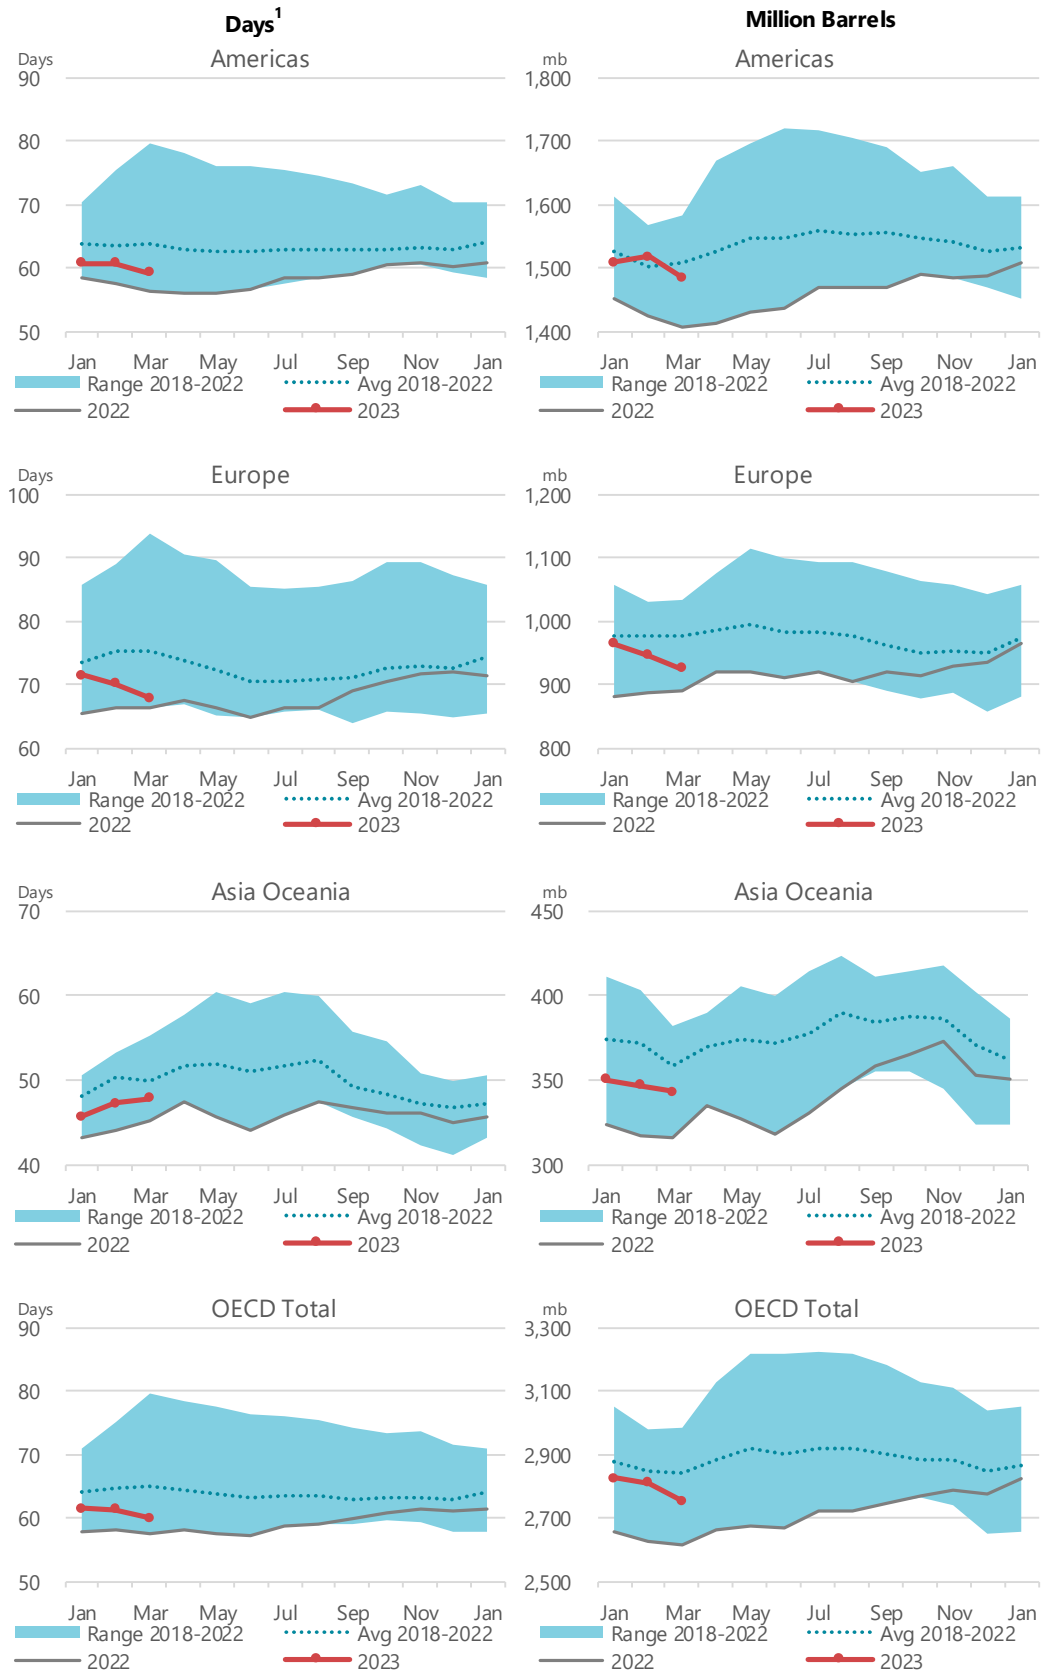 Days1
Million Barrels
Days
Americas
90
80
70
60
50
Jan Mar May Jul Sep Nov Jan
Range 2018-2022 Avg 2018-2022
2022 2023
mb
Americas
1,800
1,700
1,600
1,500
1,400
Jan Mar May Jul Sep Nov Jan
Range 2018-2022 Avg 2018-2022
2022 2023
Days
Europe
100
90
80
70
60
Jan Mar May Jul Sep Nov Jan
Range 2018-2022 Avg 2018-2022
2022 2023
mb
Europe
1,200
1,100
1,000
900
800
Jan Mar May Jul Sep Nov Jan
Range 2018-2022 Avg 2018-2022
2022 2023
Days
Asia Oceania
70
60
50
40
Jan Mar May Jul Sep Nov Jan
Range 2018-2022 Avg 2018-2022
2022 2023
mb
Asia Oceania
450
400
350
300
Jan Mar May Jul Sep Nov Jan
Range 2018-2022 Avg 2018-2022
2022 2023
Days
OECD Total
90
80
70
60
50
Jan Mar May Jul Sep Nov Jan
Range 2018-2022 Avg 2018-2022
2022 2023
mb
OECD Total
3,300
3,100
2,900
2,700
2,500
Jan Mar May Jul Sep Nov Jan
Range 2018-2022 Avg 2018-2022
2022 2023